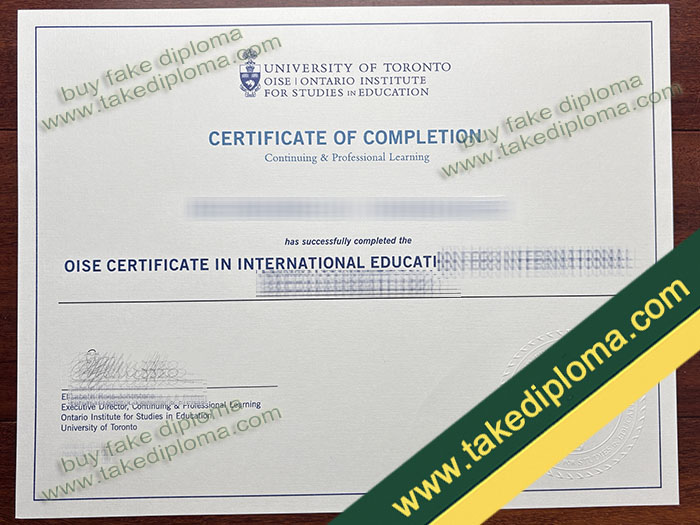 buy fake diploma
www.takediploma.com
UNIVERSITY OF TORONTO
OISE | ONTARIO INSTITUTE
FOR STUDIES IN EDUCATION
buy fake diploma
www.takediploma.com
CERTIFICATE OF COMPLETION
Continuing & Professional Learning
has successfully completed the
OISE CERTIFICATE IN INTERNATIONAL EDUCATI
www.takediploma.com
Executive Director, Continuing & Professional Learning
Ontario Institute for Studies in Education
University of Toronto
buy fake diploma
www.takediploma.com